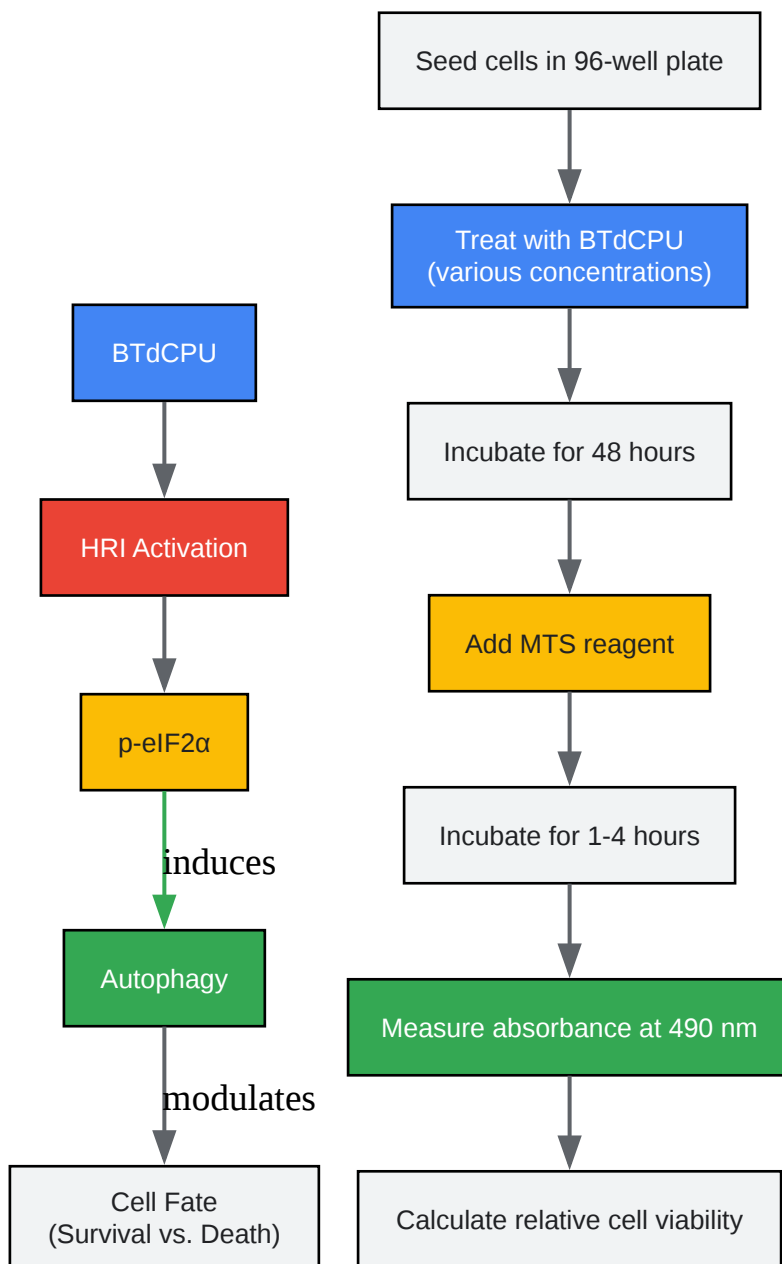 BTdCPU
HRI Activation
p-eIF2α
induces
Autophagy
modulates
Cell Fate
(Survival vs. Death)
Seed cells in 96-well plate
Treat with BTdCPU
(various concentrations)
Incubate for 48 hours
Add MTS reagent
Incubate for 1-4 hours
Measure absorbance at 490 nm
Calculate relative cell viability